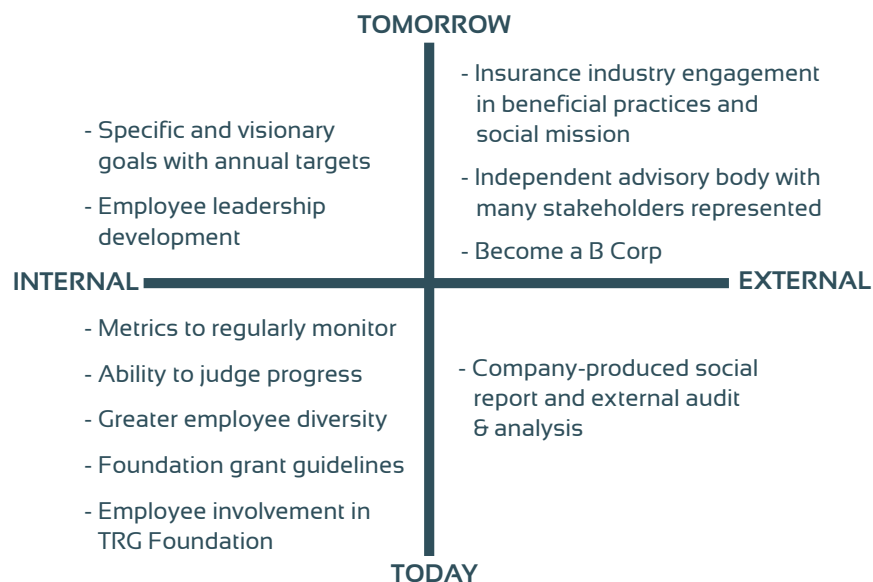 TOMORROW
- Specific and visionary
goals with annual targets
- Employee leadership
development
- Insurance industry engagement
in beneficial practices and
social mission
- Independent advisory body with
many stakeholders represented
- Become a B Corp
INTERNAL
EXTERNAL
- Metrics to regularly monitor
- Ability to judge progress
- Greater employee diversity
- Foundation grant guidelines
- Employee involvement in
TRG Foundation
- Company-produced social
report and external audit
& analysis
TODAY